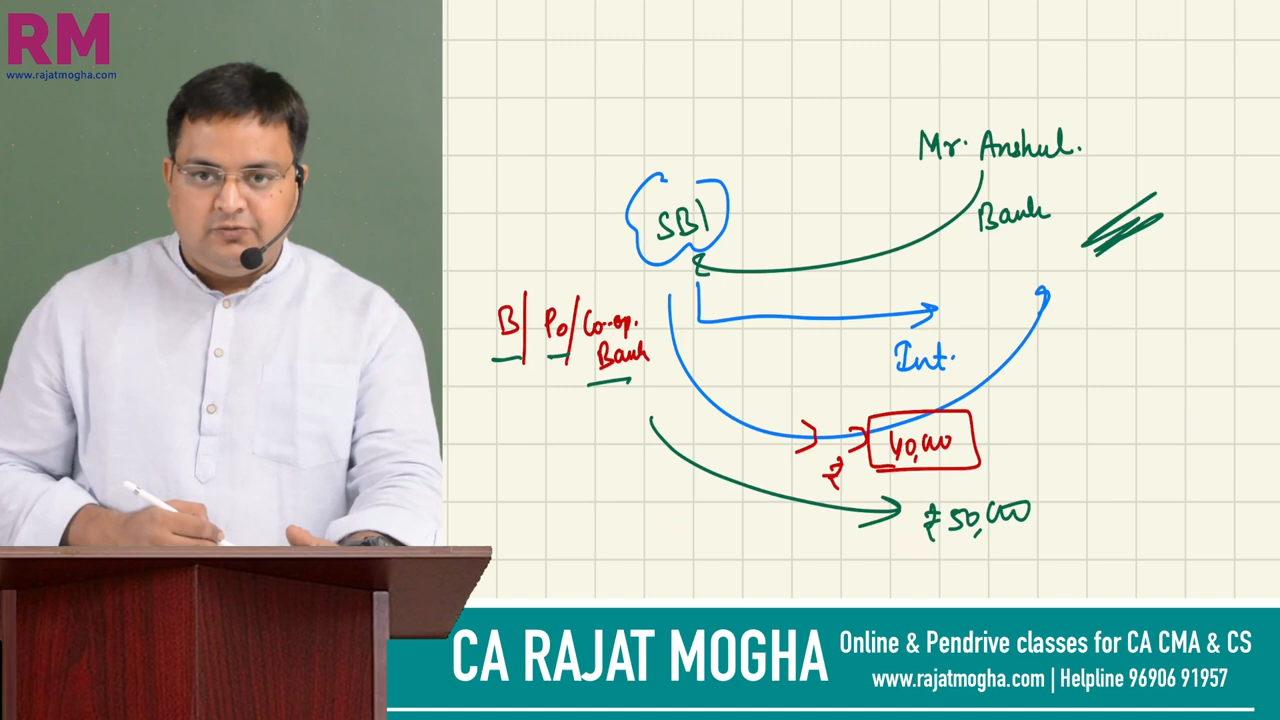 RM
www.rajatmogha.com
Mr. Anshul.
SBI
Bank
B/ Po/ Co-op.
Bank
Int.
₹ 40,000
₹ 50,000
CA RAJAT MOGHA
Online & Pendrive classes for CA CMA & CS
www.rajatmogha.com | Helpline 96906 91957